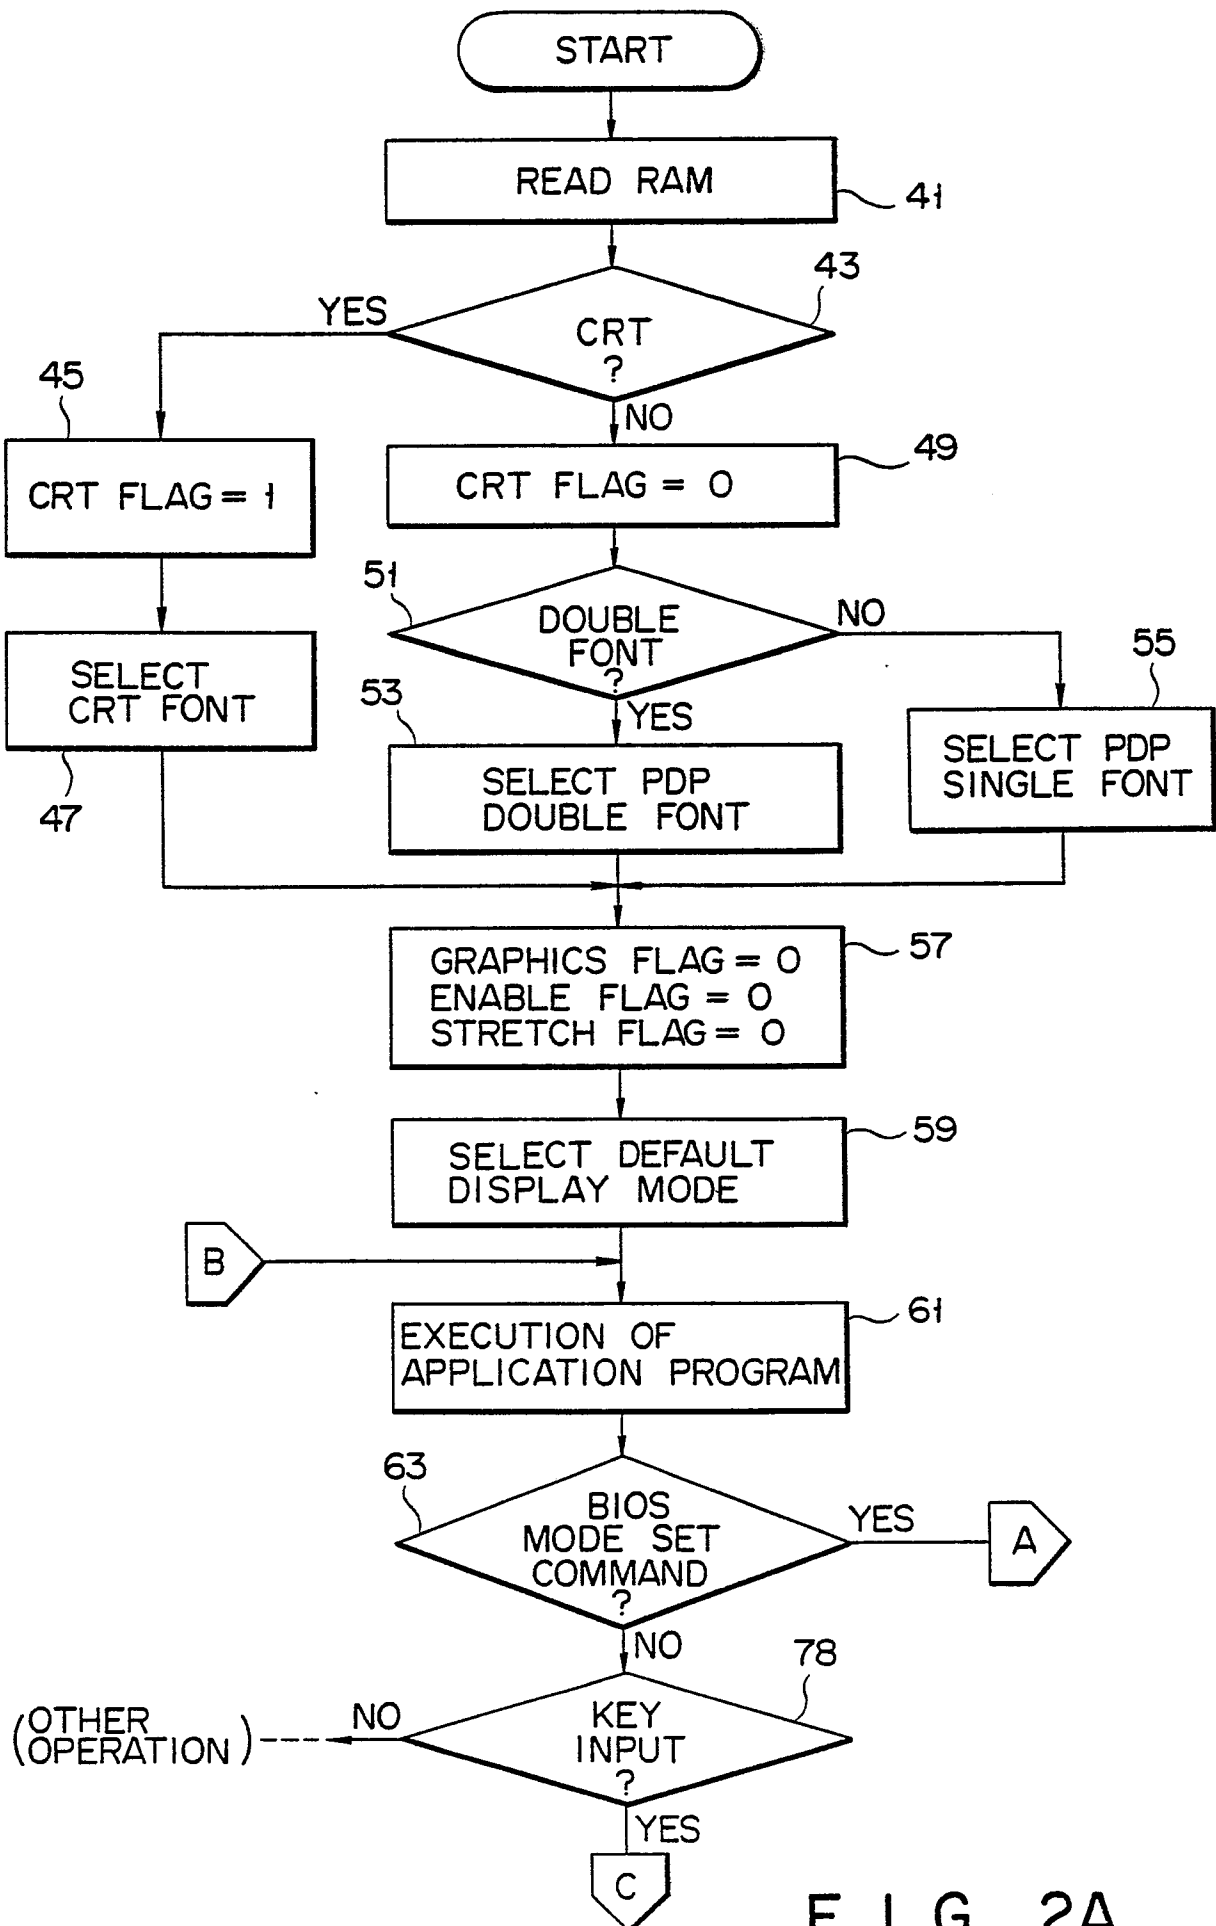 START
READ RAM
41
43
YES
CRT
?
NO
45
49
CRT FLAG = 1
CRT FLAG = 0
51
DOUBLE
FONT
?
NO
55
SELECT
CRT FONT
53
YES
47
SELECT PDP
DOUBLE FONT
SELECT PDP
SINGLE FONT
57
GRAPHICS FLAG = 0
ENABLE FLAG = 0
STRETCH FLAG = 0
59
SELECT DEFAULT
DISPLAY MODE
B
61
EXECUTION OF
APPLICATION PROGRAM
63
BIOS
MODE SET
COMMAND
?
YES
A
NO
78
KEY
INPUT
?
NO
(OTHER
OPERATION)
YES
C
FIG. 2A